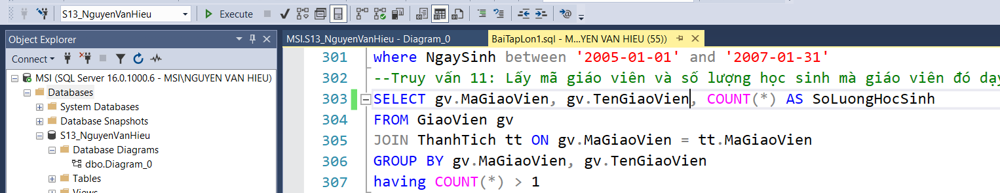 S13_NguyenVanHieu Execute
Object Explorer
Connect
MSI (SQL Server 16.0.1000.6 - MSI\NGUYEN VAN HIEU)
Databases
System Databases
Database Snapshots
S13_NguyenVanHieu
Database Diagrams
dbo.Diagram_0
Tables
Views
MSI.S13_NguyenVanHieu - Diagram_0 BaiTapLon1.sql - M...YEN VAN HIEU (55))
301 where NgaySinh between '2005-01-01' and '2007-01-31'
302 --Truy vấn 11: Lấy mã giáo viên và số lượng học sinh mà giáo viên đó dạy
303 SELECT gv.MaGiaoVien, gv.TenGiaoVien, COUNT(*) AS SoLuongHocSinh
304 FROM GiaoVien gv
305 JOIN ThanhTich tt ON gv.MaGiaoVien = tt.MaGiaoVien
306 GROUP BY gv.MaGiaoVien, gv.TenGiaoVien
307 having COUNT(*) > 1